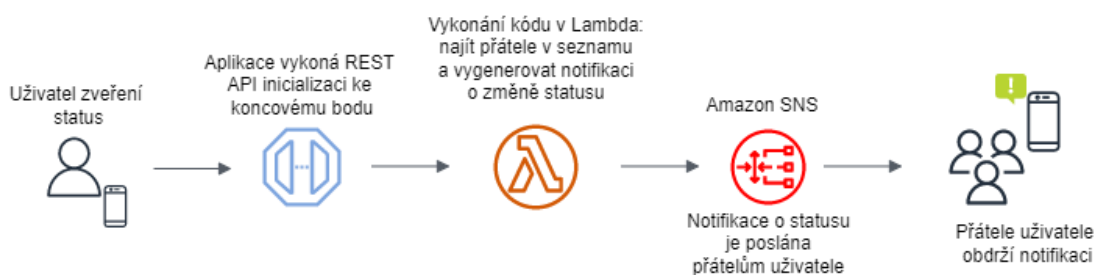 Uživatel zveření
status
Aplikace vykoná REST
API inicializaci ke
koncovému bodu
Vykonání kódu v Lambda:
najít přátele v seznamu
a vygenerovat notifikaci
o změně statusu
Amazon SNS
Notifikace o statusu
je poslána
přátelům uživatele
Přátele uživatele
obdrží notifikaci